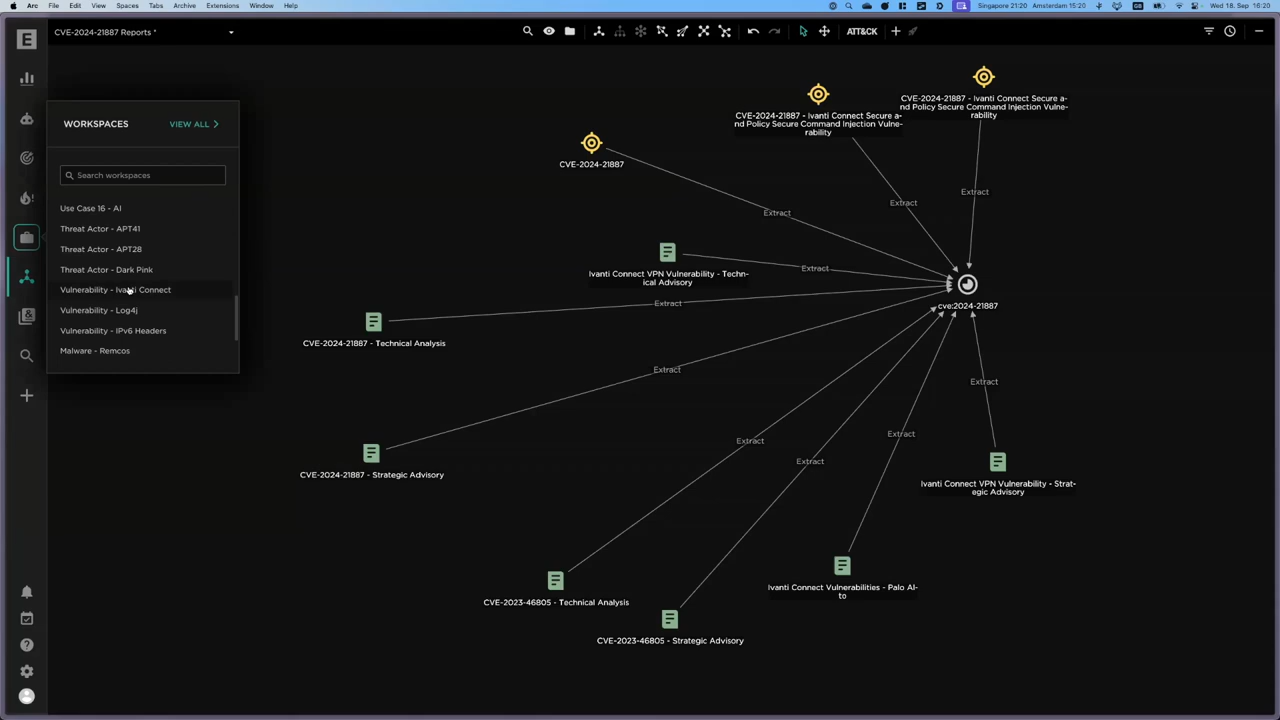 Arc File Edit View Spaces Tabs Archive Extensions Window Help
Singapore 21:20 Amsterdam 15:20
Wed 18. Sep 16:20
CVE-2024-21887 Reports *
ATT&CK
WORKSPACES
VIEW ALL
Search workspaces
Use Case 16 - AI
Threat Actor - APT41
Threat Actor - APT28
Threat Actor - Dark Pink
Vulnerability - Ivanti Connect
Vulnerability - Log4j
Vulnerability - IPv6 Headers
Malware - Remcos
CVE-2024-21887
CVE-2024-21887 - Ivanti Connect Secure a-
nd Policy Secure Command Injection Vulne-
rability
CVE-2024-21887 - Ivanti Connect Secure a-
nd Policy Secure Command Injection Vulne-
rability
Extract
Extract
Extract
Ivanti Connect VPN Vulnerability - Techn-
ical Advisory
Extract
cve:2024-21887
Extract
CVE-2024-21887 - Technical Analysis
Extract
Extract
CVE-2024-21887 - Strategic Advisory
Extract
Extract
Extract
Ivanti Connect VPN Vulnerability - Strat-
egic Advisory
CVE-2023-46805 - Technical Analysis
Ivanti Connect Vulnerabilities - Palo Al-
to
CVE-2023-46805 - Strategic Advisory